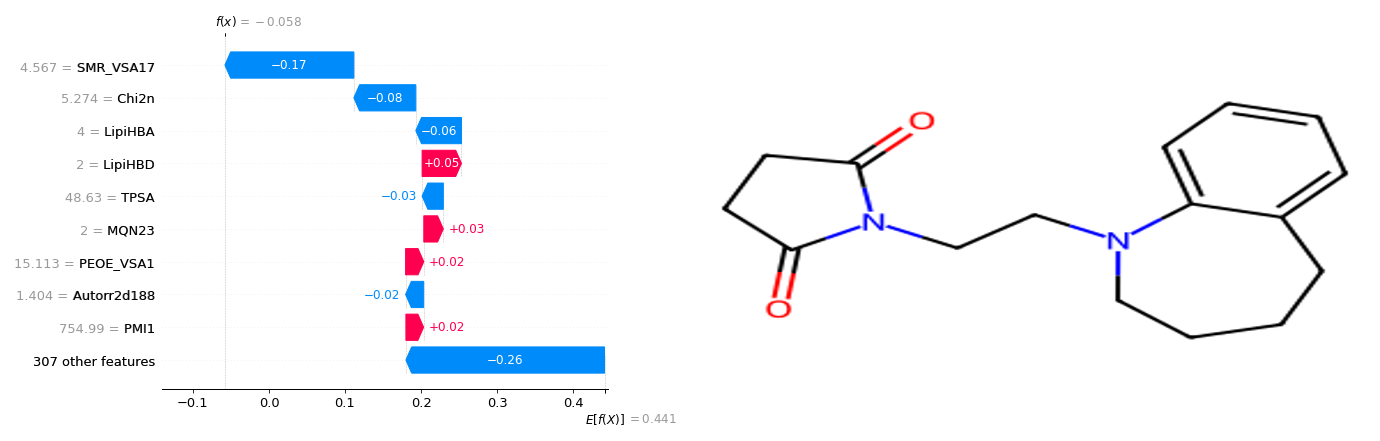 f(x) = −0.058
4.567 = SMR_VSA17
−0.17
5.274 = Chi2n
−0.08
4 = LipiHBA
−0.06
2 = LipiHBD
+0.05
48.63 = TPSA
−0.03
2 = MQN23
+0.03
15.113 = PEOE_VSA1
+0.02
1.404 = Autorr2d188
−0.02
754.99 = PMI1
+0.02
307 other features
−0.26
−0.1 0.0 0.1 0.2 0.3 0.4
E[f(X)] = 0.441
O
N
N
O